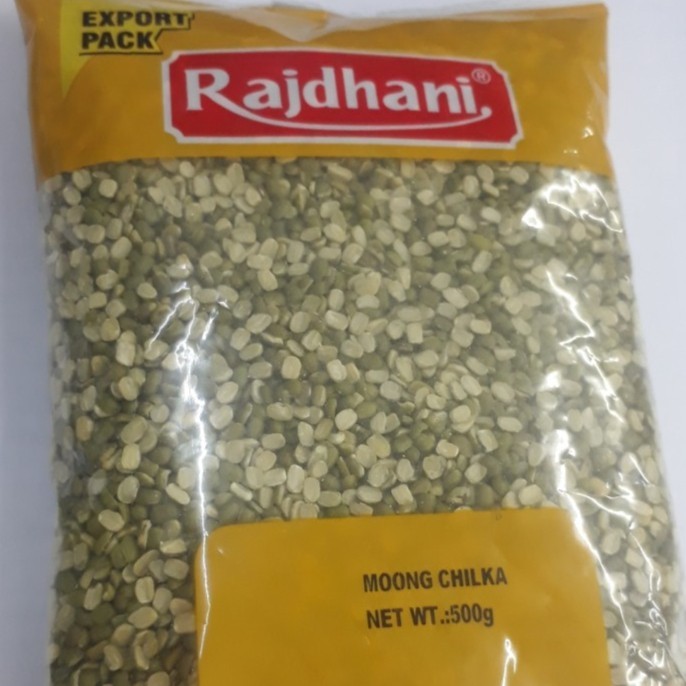 EXPORT
PACK
Rajdhani®
MOONG CHILKA
NET WT.:500g